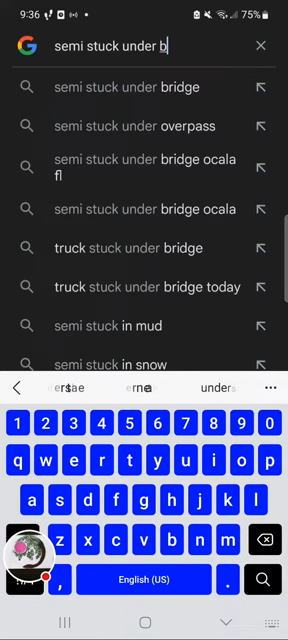 9:36 75%
semi stuck under b
semi stuck under bridge
semi stuck under overpass
semi stuck under bridge ocala
fl
semi stuck under bridge ocala
truck stuck under bridge
truck stuck under bridge today
semi stuck in mud
semi stuck in snow
unders
1 2 3 4 5 6 7 8 9 0
q w e r t y u i o p
a s d f g h j k l
z x c v b n m
, English (US) .